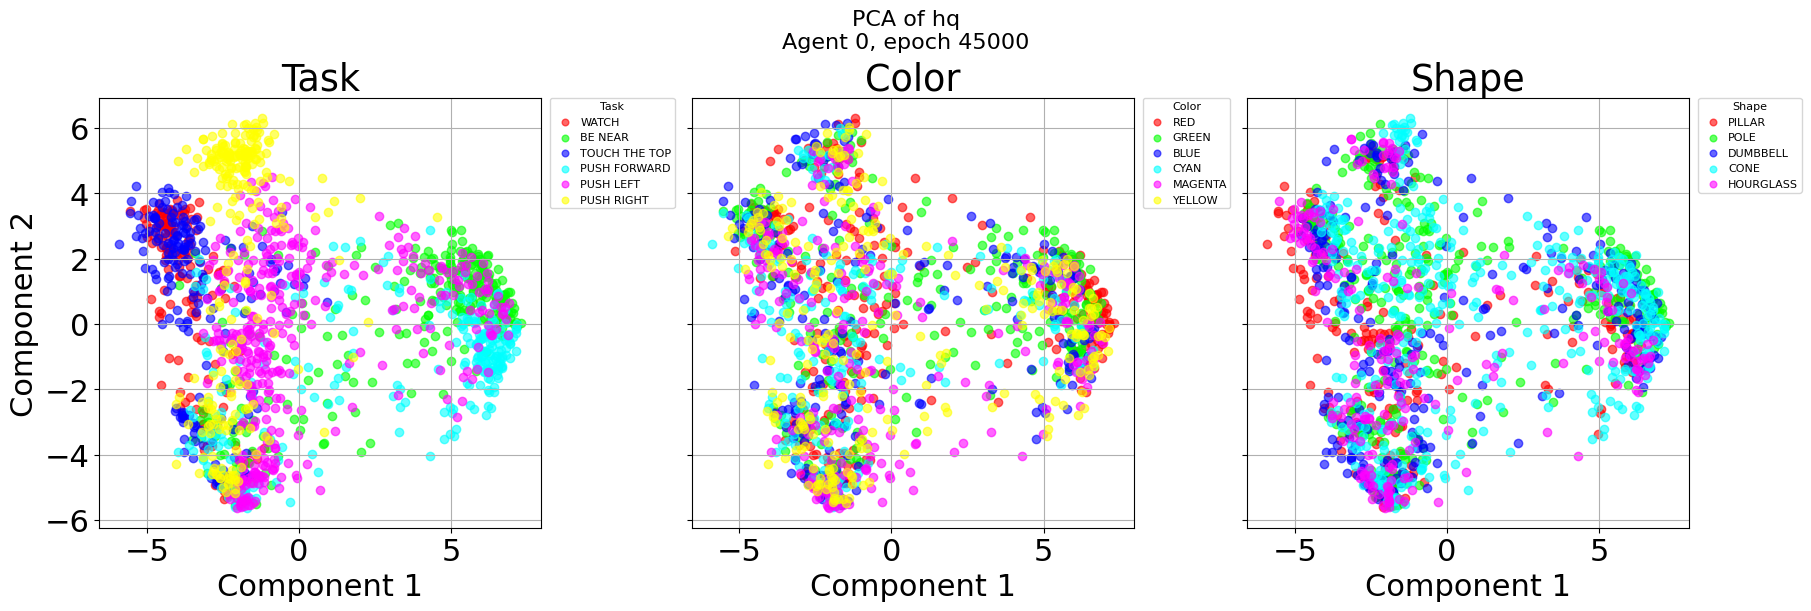 PCA of hq
Agent 0, epoch 45000
Task
Color
Shape
Component 2
6
4
2
0
−2
−4
−6
−5 0 5
Component 1
Task
WATCH
BE NEAR
TOUCH THE TOP
PUSH FORWARD
PUSH LEFT
PUSH RIGHT
−5 0 5
Component 1
Color
RED
GREEN
BLUE
CYAN
MAGENTA
YELLOW
−5 0 5
Component 1
Shape
PILLAR
POLE
DUMBBELL
CONE
HOURGLASS